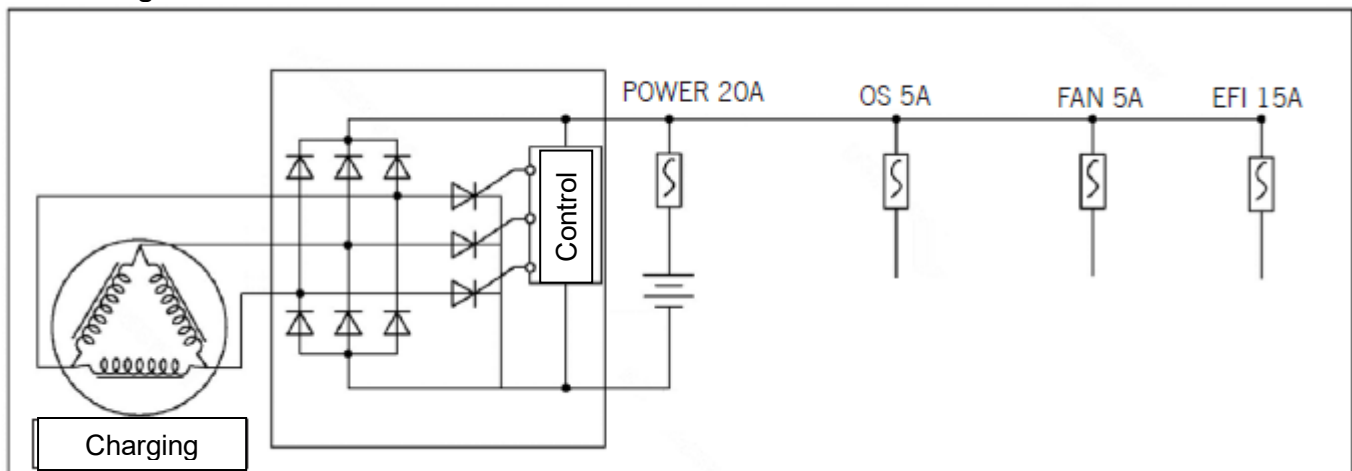 POWER 20A
OS 5A
FAN 5A
EFI 15A
Control
Charging